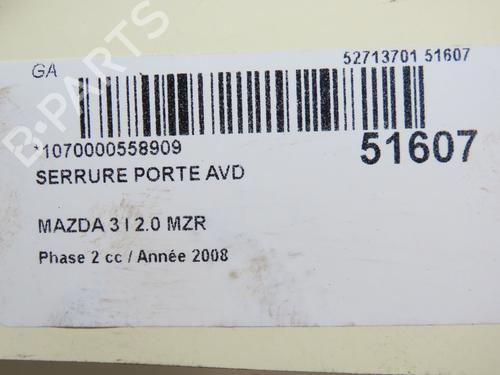 GA
52713701 51607
*1070000558909
51607
SERRURE PORTE AVD
MAZDA 3 I 2.0 MZR
Phase 2 cc / Année 2008
B-PARTS